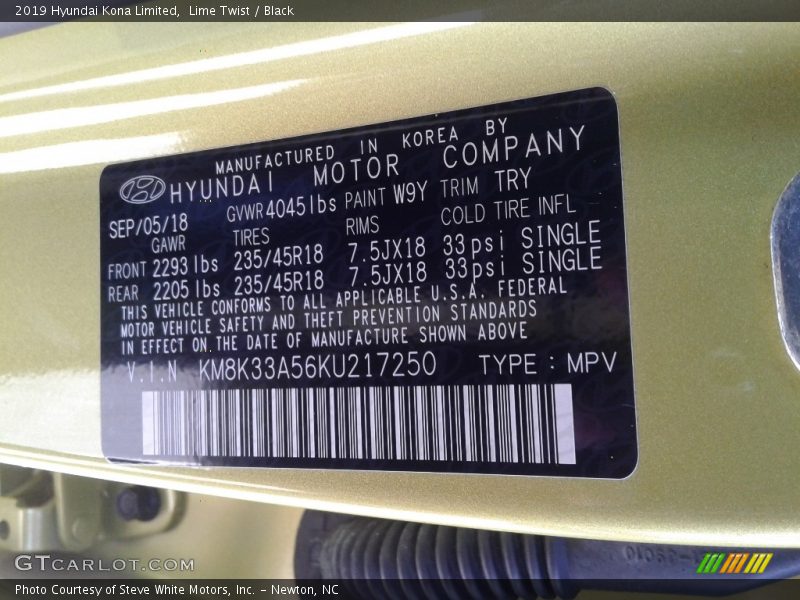 2019 Hyundai Kona Limited, Lime Twist / Black
MANUFACTURED IN KOREA BY
HYUNDAI MOTOR COMPANY
SEP/05/18 GVWR 4045 lbs PAINT W9Y TRIM TRY
GAWR TIRES RIMS COLD TIRE INFL
FRONT 2293 lbs 235/45R18 7.5JX18 33psi SINGLE
REAR 2205 lbs 235/45R18 7.5JX18 33psi SINGLE
THIS VEHICLE CONFORMS TO ALL APPLICABLE U.S.A. FEDERAL
MOTOR VEHICLE SAFETY AND THEFT PREVENTION STANDARDS
IN EFFECT ON THE DATE OF MANUFACTURE SHOWN ABOVE
V.I.N KM8K33A56KU217250 TYPE : MPV
GTCARLOT.COM
Photo Courtesy of Steve White Motors, Inc. - Newton, NC